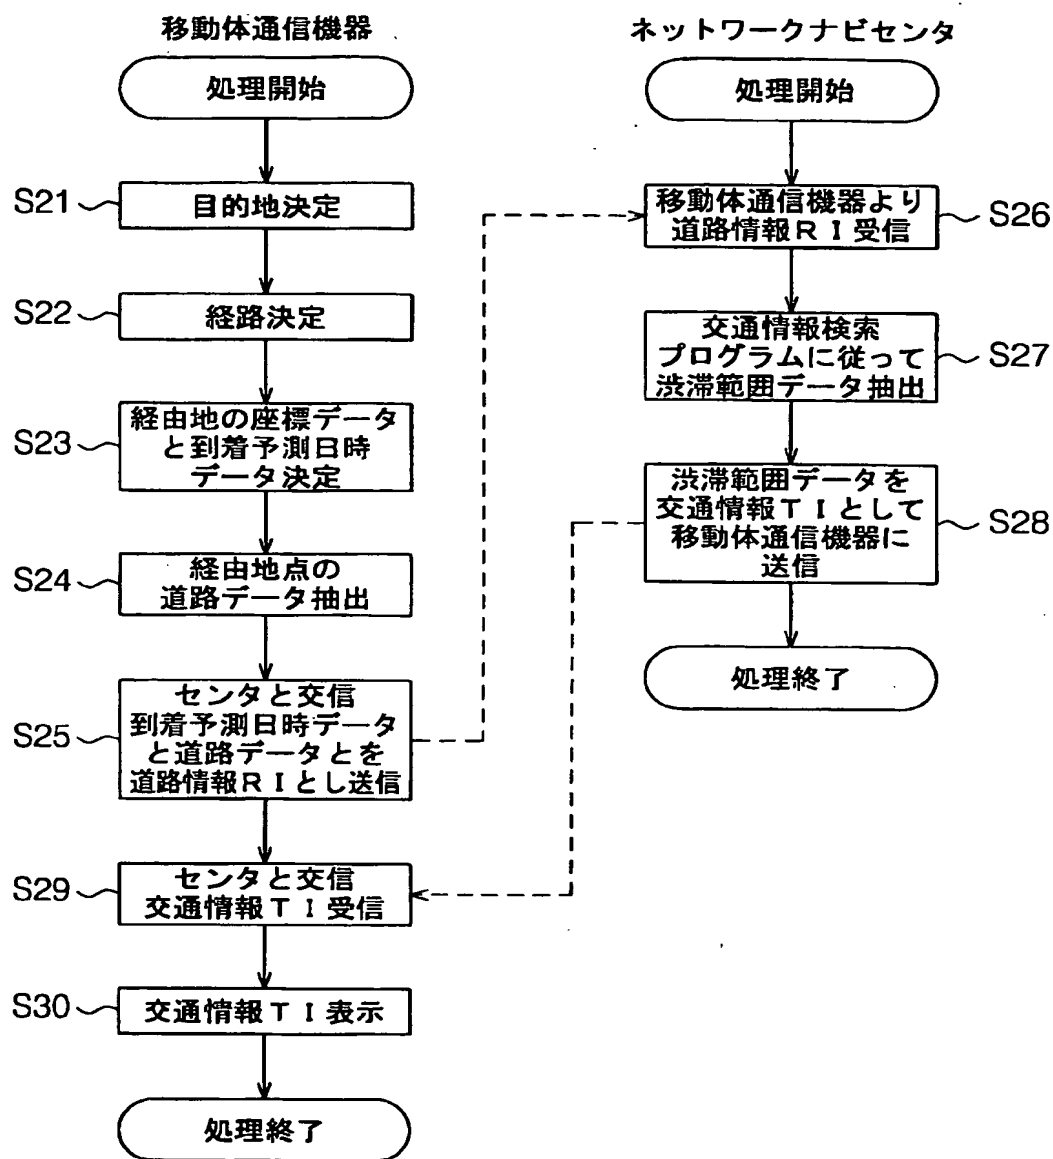 移動体通信機器
処理開始
S21
目的地決定
S22
経路決定
S23
経由地の座標データ
と到着予測日時
データ決定
S24
経由地点の
道路データ抽出
S25
センタと交信
到着予測日時データ
と道路データとを
道路情報RIとし送信
S29
センタと交信
交通情報TI受信
S30
交通情報TI表示
処理終了
ネットワークナビセンタ
処理開始
移動体通信機器より
道路情報RI受信
S26
交通情報検索
プログラムに従って
渋滞範囲データ抽出
S27
渋滞範囲データを
交通情報TIとして
移動体通信機器に
送信
S28
処理終了